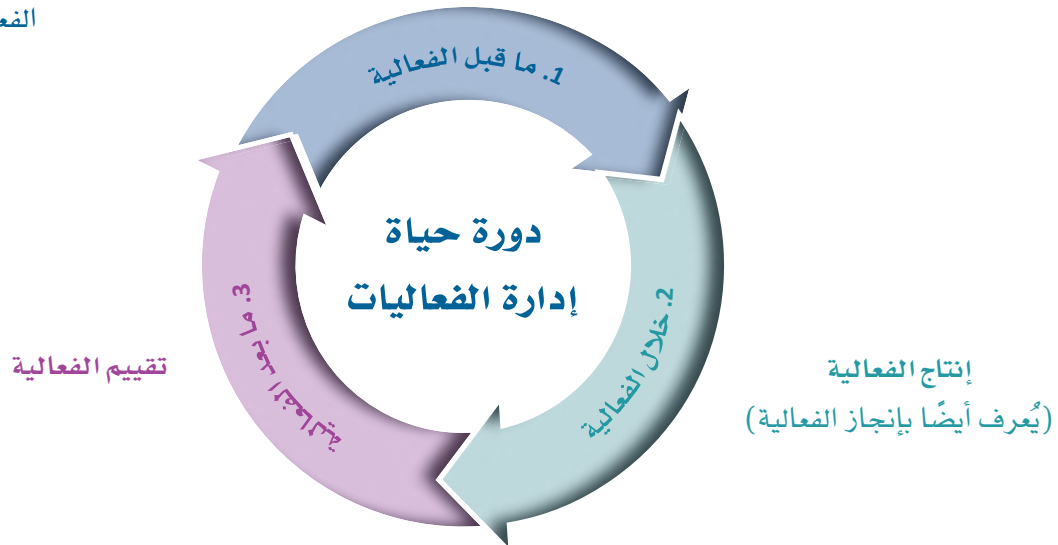 1. ما قبل الفعالية
دورة حياة
إدارة الفعاليات
2. خلال الفعالية
إنتاج الفعالية
(يُعرف أيضًا بإنجاز الفعالية)
3. ما بعد الفعالية
تقييم الفعالية